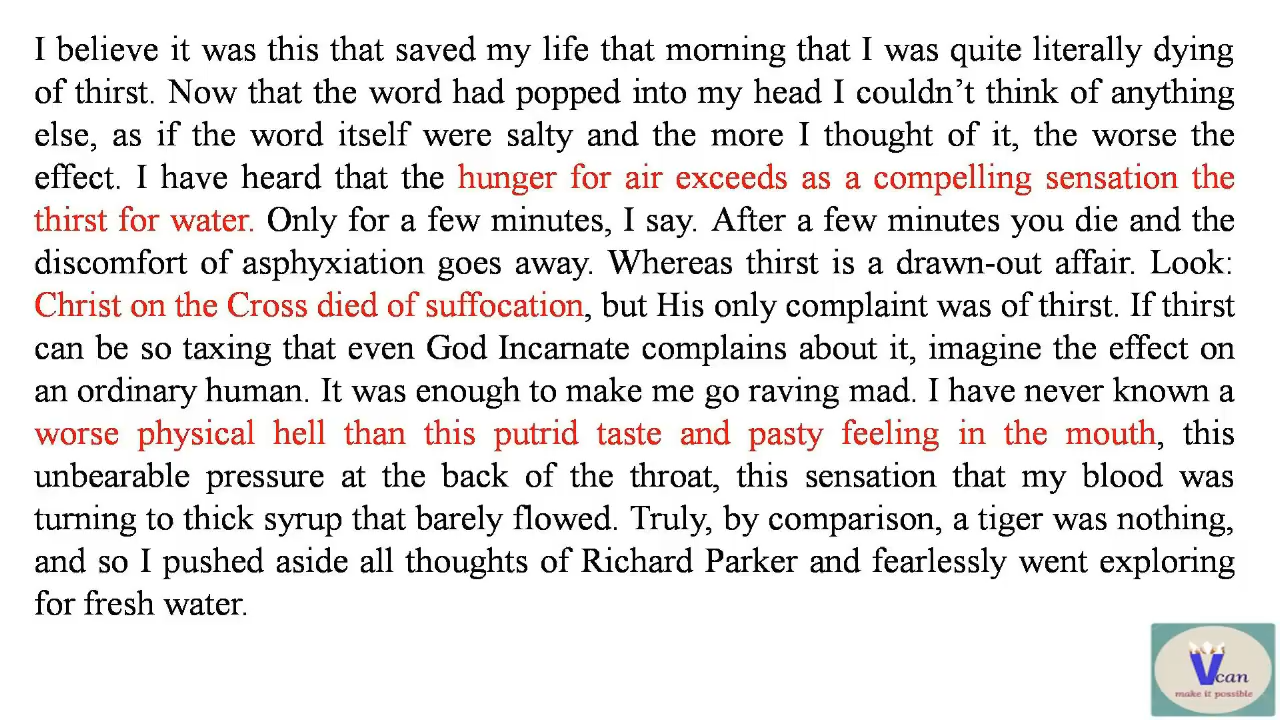 I believe it was this that saved my life that morning that I was quite literally dying
of thirst. Now that the word had popped into my head I couldn’t think of anything
else, as if the word itself were salty and the more I thought of it, the worse the
effect. I have heard that the hunger for air exceeds as a compelling sensation the
thirst for water. Only for a few minutes, I say. After a few minutes you die and the
discomfort of asphyxiation goes away. Whereas thirst is a drawn-out affair. Look:
Christ on the Cross died of suffocation, but His only complaint was of thirst. If thirst
can be so taxing that even God Incarnate complains about it, imagine the effect on
an ordinary human. It was enough to make me go raving mad. I have never known a
worse physical hell than this putrid taste and pasty feeling in the mouth, this
unbearable pressure at the back of the throat, this sensation that my blood was
turning to thick syrup that barely flowed. Truly, by comparison, a tiger was nothing,
and so I pushed aside all thoughts of Richard Parker and fearlessly went exploring
for fresh water.
Vcan
make it possible